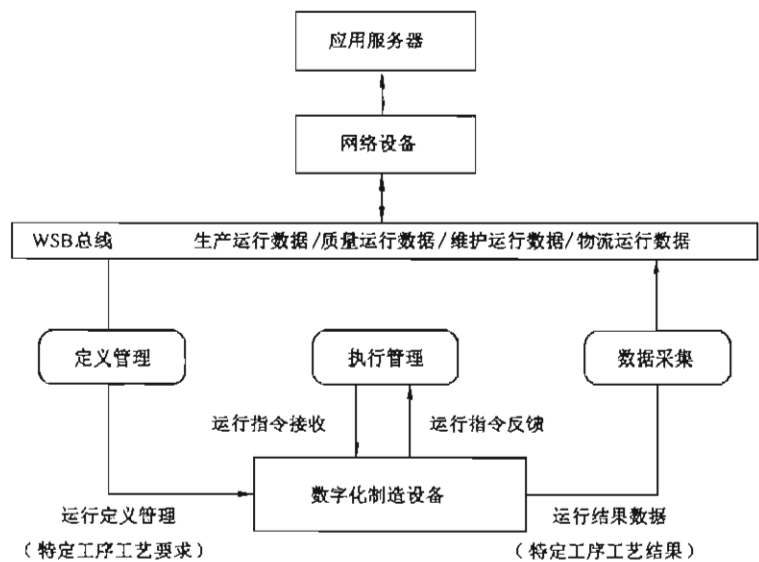 应用服务器
网络设备
WSB总线 生产运行数据/质量运行数据/维护运行数据/物流运行数据
定义管理 执行管理 数据采集
运行指令接收 运行指令反馈
数字化制造设备
运行定义管理 运行结果数据
（特定工序工艺要求） （特定工序工艺结果）